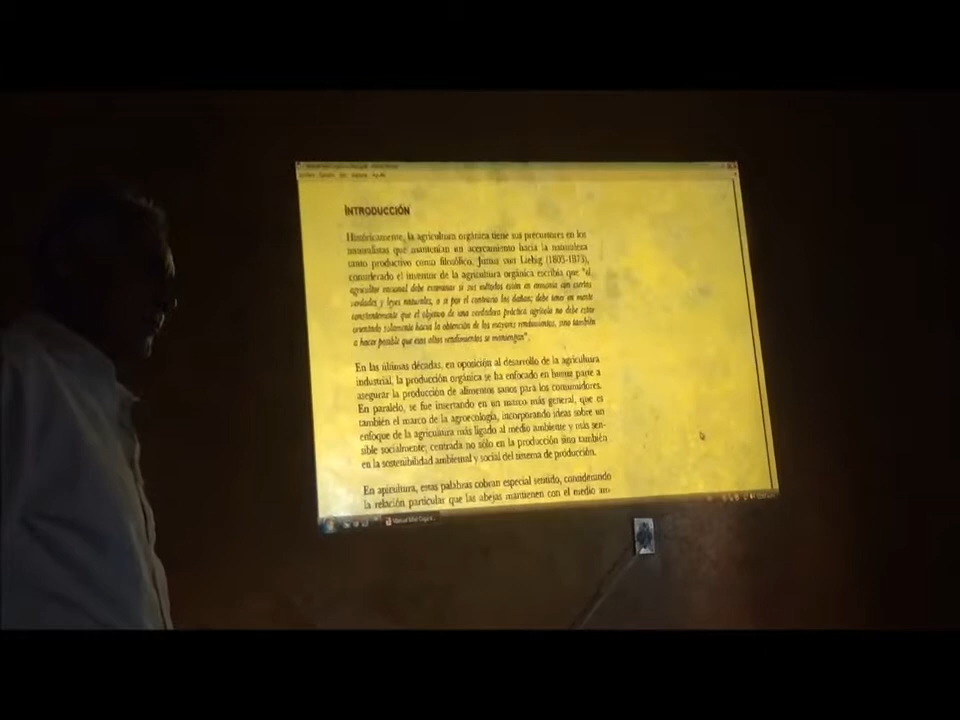 INTRODUCCIÓN
Históricamente, la agricultura orgánica tiene sus precursores en los
naturalistas que mantenían un acercamiento hacia la naturaleza
tanto productivo como filosófico. Justus von Liebig (1803-1873),
considerado el inventor de la agricultura orgánica escribía que "el
agricultor racional debe examinar si sus métodos están en armonía con ciertas
verdades y leyes naturales, o si por el contrario las dañan; debe tener en mente
constantemente que el objetivo de una verdadera práctica agrícola no debe estar
orientado solamente hacia la obtención de los mayores rendimientos, sino también
a hacer posible que esos altos rendimientos se mantengan".
En las últimas décadas, en oposición al desarrollo de la agricultura
industrial, la producción orgánica se ha enfocado en buena parte a
asegurar la producción de alimentos sanos para los consumidores.
En paralelo, se fue insertando en un marco más general, que es
también el marco de la agroecología, incorporando ideas sobre un
enfoque de la agricultura más ligado al medio ambiente y más sen-
sible socialmente; centrada no sólo en la producción sino también
en la sostenibilidad ambiental y social del sistema de producción.
En apicultura, estas palabras cobran especial sentido, considerando
la relación particular que las abejas mantienen con el medio am-